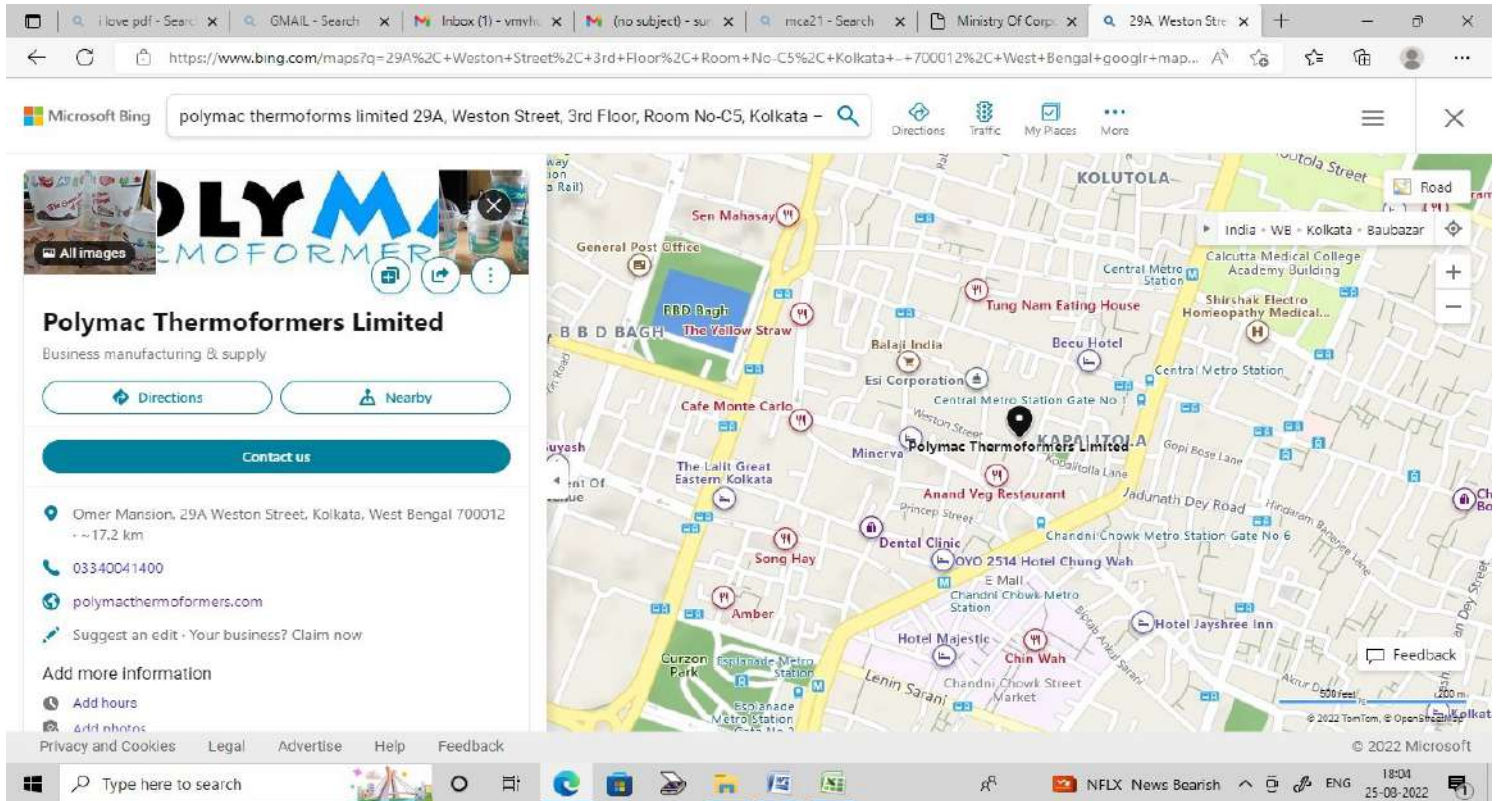 i love pdf - Searc
GMAIL - Search
Inbox (1) - vmyh
(no subject) - sur
mca21 - Search
Ministry Of Corp
29A, Weston Stre
https://www.bing.com/maps?q=29A%2C+Weston+Street%2C+3rd+Floor%2C+Room+No-C5%2C+Kolkata+–+700012%2C+West+Bengal+googlr+map...
Microsoft Bing
polymac thermoforms limited 29A, Weston Street, 3rd Floor, Room No-C5, Kolkata –
Directions
Traffic
My Places
More
OLYMA
MOFORMER
All images
Polymac Thermoformers Limited
Business manufacturing & supply
Directions
Nearby
Contact us
Omer Mansion, 29A Weston Street, Kolkata, West Bengal 700012
· ~17.2 km
03340041400
polymacthermoformers.com
Suggest an edit · Your business? Claim now
Add more information
Add hours
Add photos
Road
India · WB · Kolkata · Baubazar
KOLUTOLA
Sen Mahasay
General Post Office
Central Metro
Station
Calcutta Medical College
Academy Building
Tung Nam Eating House
Shirshak Electro
Homeopathy Medical...
RBD Bagh
B B D BAGH
The Yellow Straw
Balaji India
Becu Hotel
Esi Corporation
Central Metro Station
Central Metro Station Gate No 1
Cafe Monte Carlo
Weston Street
Minerva
Polymac Thermoformers Limited
KAPALITOLA
Gopi Bose Lane
Kopalitolla Lane
The Lalit Great
Eastern Kolkata
Anand Veg Restaurant
Jadunath Dey Road
Hindaram Banerjee Lane
Princep Street
Dental Clinic
Chandni Chowk Metro Station Gate No 6
Song Hay
OYO 2514 Hotel Chung Wah
E Mall
Chandni Chowk Metro
Station
Amber
Hotel Jayshree Inn
Hotel Majestic
Chin Wah
Curzon
Park
Esplanade Metro
Station
Lenin Sarani
Chandni Chowk Street
Market
Esplanade
Metro Station
Feedback
500 feet
200 m
© 2022 TomTom, © OpenStreetMap
Privacy and Cookies
Legal
Advertise
Help
Feedback
© 2022 Microsoft
Type here to search
NFLX News Bearish
ENG
18:04
25-08-2022